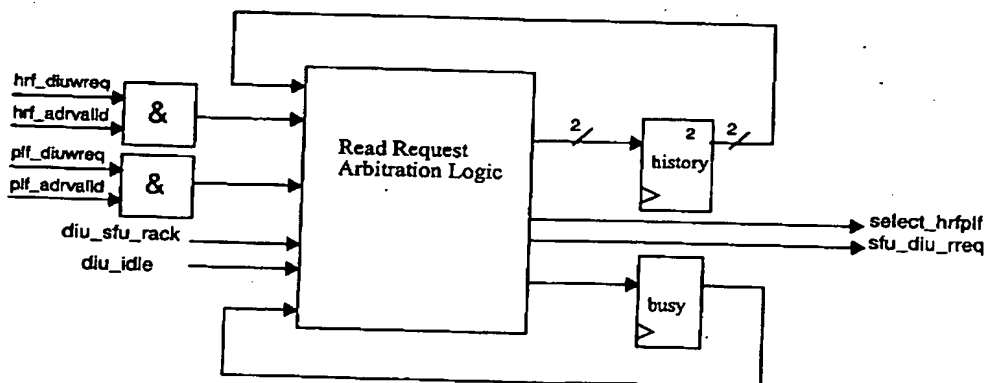 hrf_diuwreq
hrf_adrvalid
&
plf_diuwreq
plf_adrvalid
&
diu_sfu_rack
diu_idle
Read Request
Arbitration Logic
2
2
2
history
select_hrfplf
sfu_diu_rreq
busy